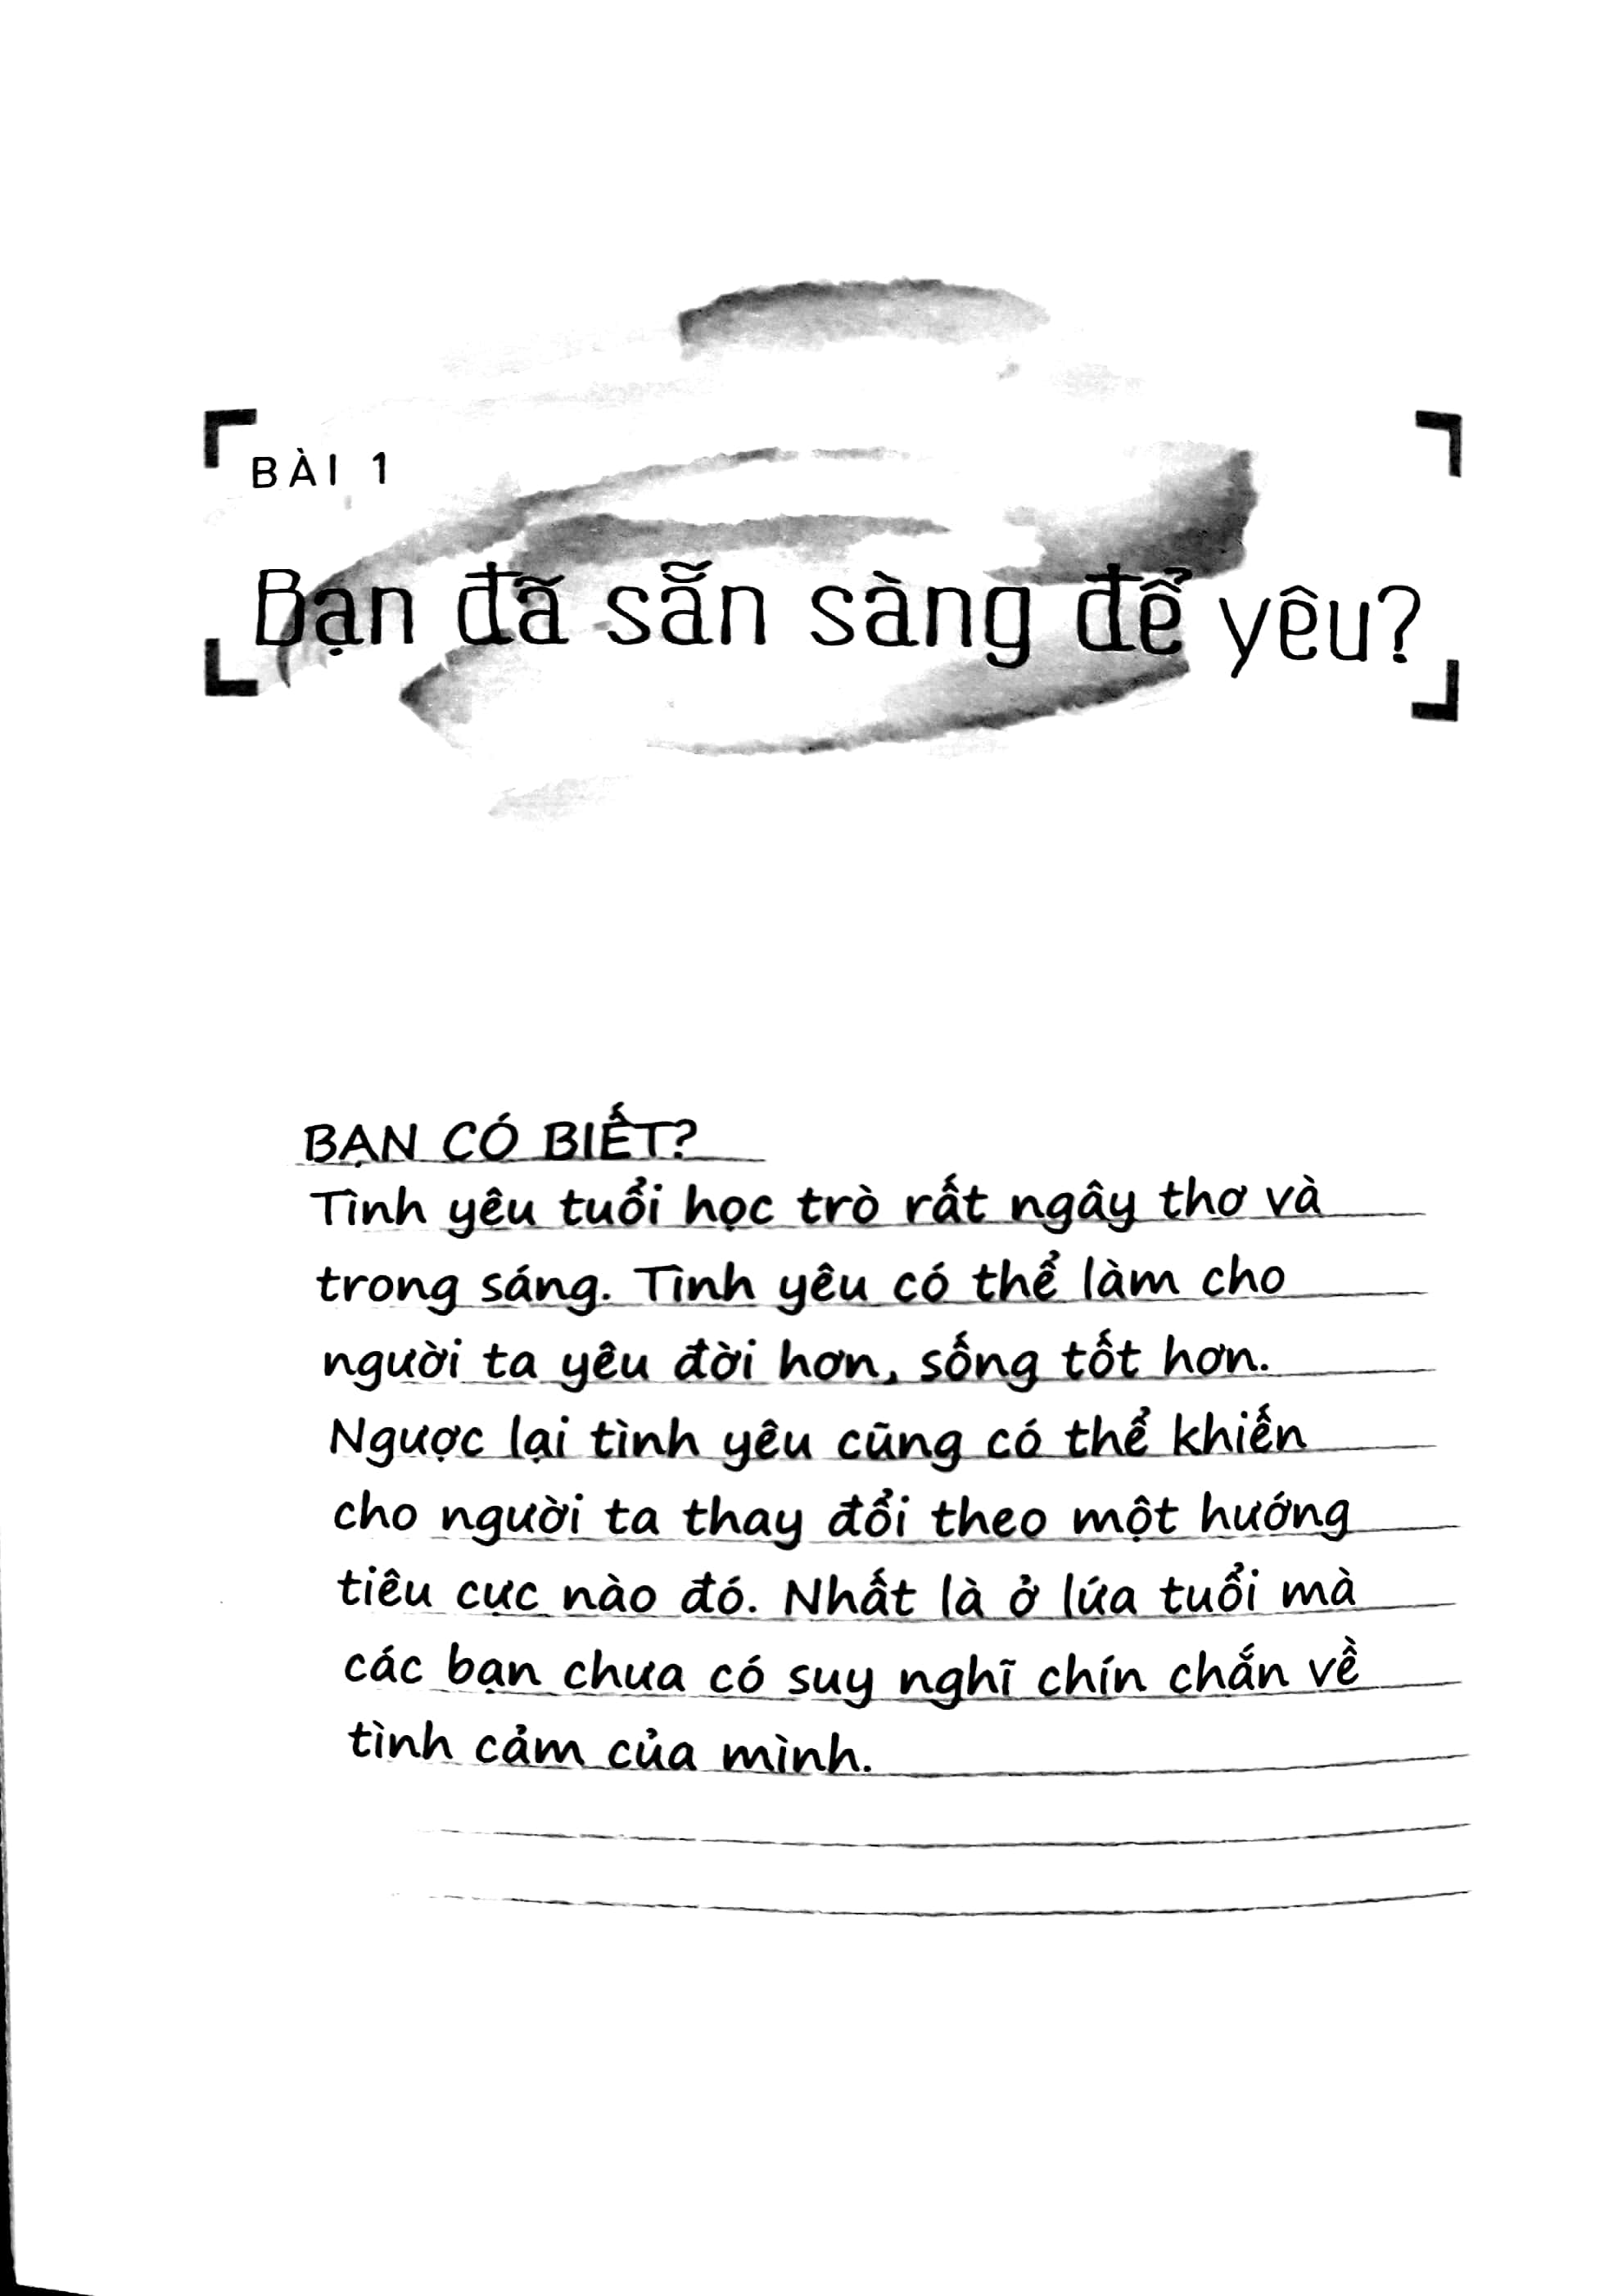 BÀI 1
Bạn đã sẵn sàng để yêu?
BẠN CÓ BIẾT?
Tình yêu tuổi học trò rất ngây thơ và
trong sáng. Tình yêu có thể làm cho
người ta yêu đời hơn, sống tốt hơn.
Ngược lại tình yêu cũng có thể khiến
cho người ta thay đổi theo một hướng
tiêu cực nào đó. Nhất là ở lứa tuổi mà
các bạn chưa có suy nghĩ chín chắn về
tình cảm của mình.